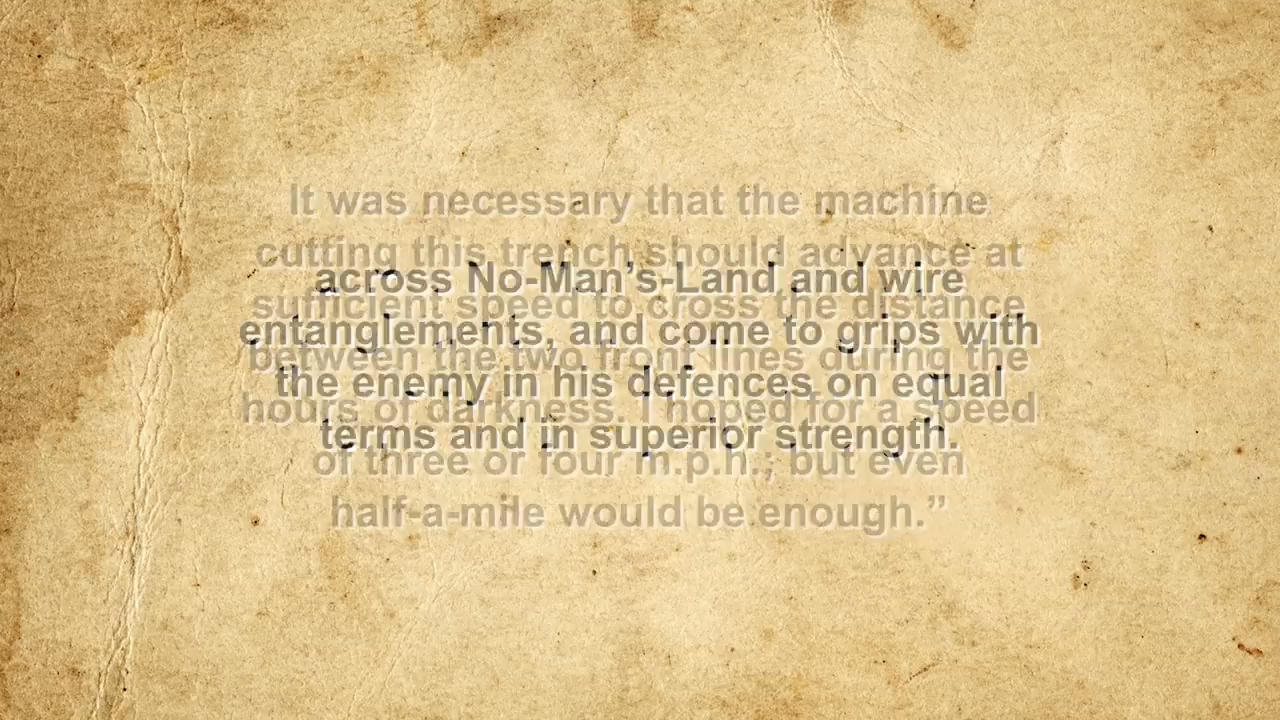 across No-Man’s-Land and wire
entanglements, and come to grips with
the enemy in his defences on equal
terms and in superior strength.
It was necessary that the machine
cutting this trench should advance at
sufficient speed to cross the distance
between the two front lines during the
hours of darkness. I hoped for a speed
of three or four m.p.h., but even
half-a-mile would be enough.”